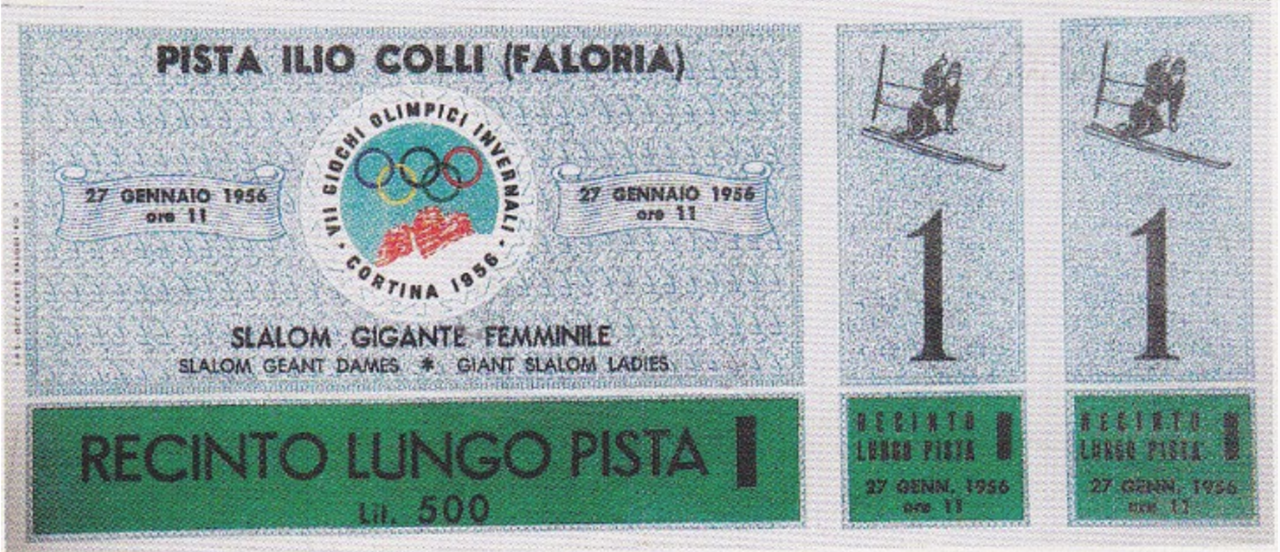 PISTA ILIO COLLI (FALORIA)
VII GIOCHI OLIMPICI INVERNALI
CORTINA 1956
27 GENNAIO 1956
ore 11
27 GENNAIO 1956
ore 11
SLALOM GIGANTE FEMMINILE
SLALOM GEANT DAMES * GIANT SLALOM LADIES
RECINTO LUNGO PISTA I
Lit. 500
1
RECINTO
LUNGO PISTA I
27 GENN. 1956
ore 11
1
RECINTO
LUNGO PISTA I
27 GENN. 1956
ore 11